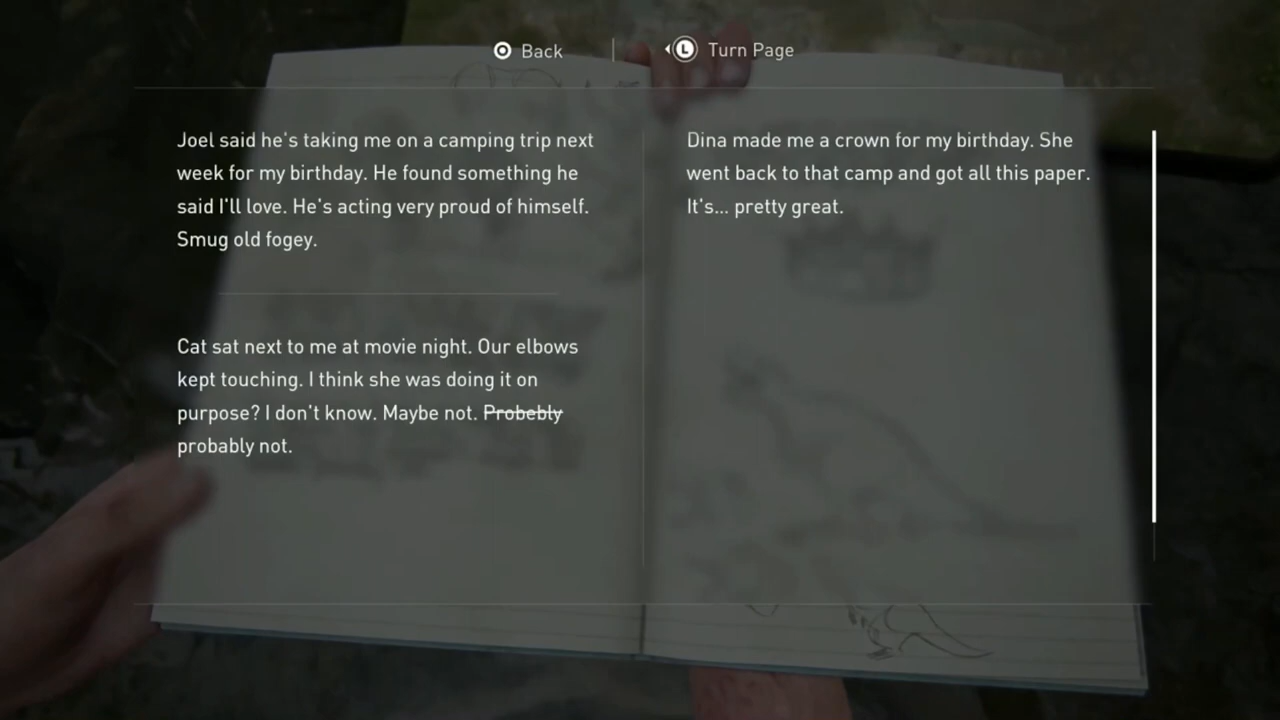 Back
L Turn Page
Joel said he's taking me on a camping trip next
week for my birthday. He found something he
said I'll love. He's acting very proud of himself.
Smug old fogey.
Cat sat next to me at movie night. Our elbows
kept touching. I think she was doing it on
purpose? I don't know. Maybe not. Probebly
probably not.
Dina made me a crown for my birthday. She
went back to that camp and got all this paper.
It's... pretty great.